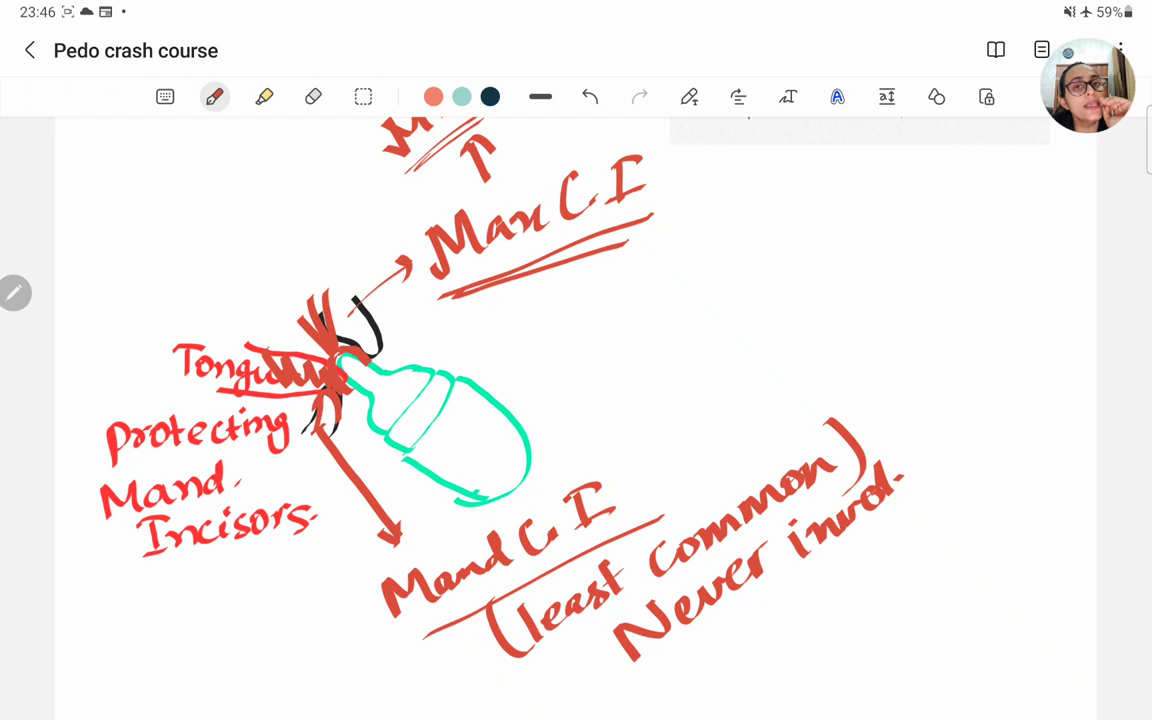 23:46
59%
Pedo crash course
Max C.I
Tongue
Protecting
Mand.
Incisors.
Mand C.I
(least common)
Never invol.